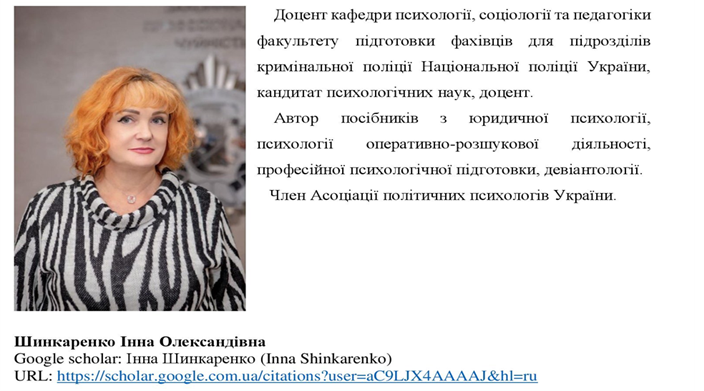 Доцент кафедри психології, соціології та педагогіки
факультету підготовки фахівців для підрозділів
кримінальної поліції Національної поліції України,
кандитат психологічних наук, доцент.
Автор посібників з юридичної психології,
психології оперативно-розшукової діяльності,
професійної психологічної підготовки, девіантології.
Член Асоціації політичних психологів України.
Шинкаренко Інна Олександівна
Google scholar: Інна Шинкаренко (Inna Shinkarenko)
URL: https://scholar.google.com.ua/citations?user=aC9LJX4AAAAJ&hl=ru